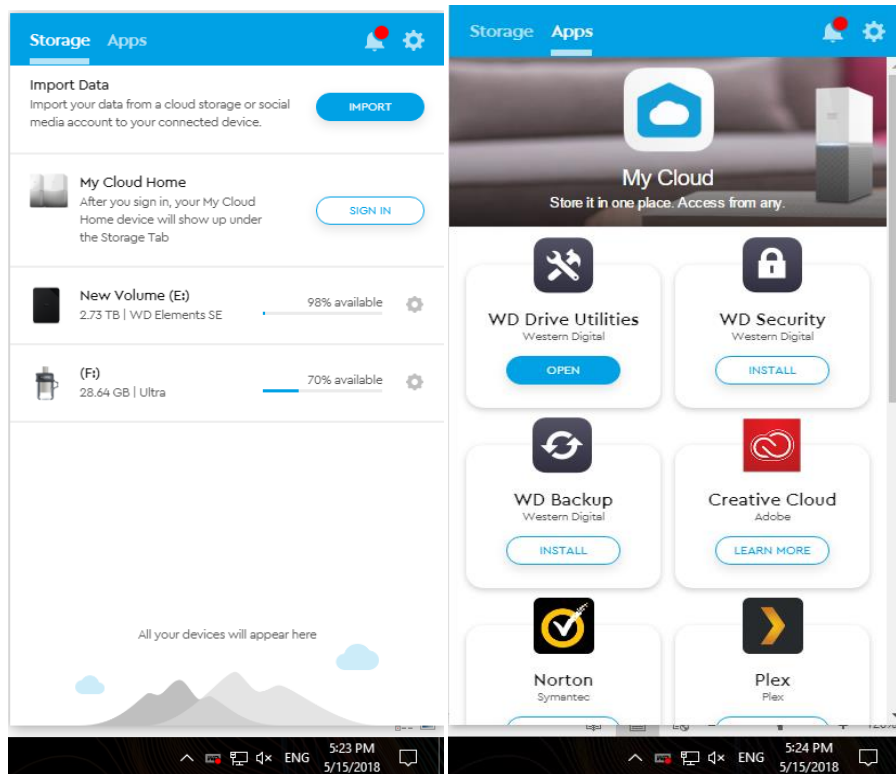 Storage Apps
Import Data
Import your data from a cloud storage or social
media account to your connected device.
IMPORT
My Cloud Home
After you sign in, your My Cloud
Home device will show up under
the Storage Tab
SIGN IN
New Volume (E:)
2.73 TB | WD Elements SE
98% available
(F:)
28.64 GB | Ultra
70% available
All your devices will appear here
ENG
5:23 PM
5/15/2018
Storage Apps
My Cloud
Store it in one place. Access from any.
WD Drive Utilities
Western Digital
OPEN
WD Security
Western Digital
INSTALL
WD Backup
Western Digital
INSTALL
Creative Cloud
Adobe
LEARN MORE
Norton
Symantec
Plex
Plex
ENG
5:24 PM
5/15/2018